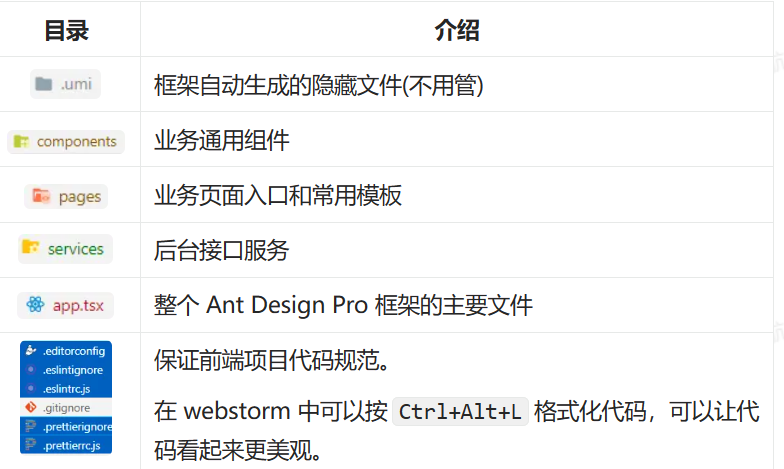 目录 介绍
.umi 框架自动生成的隐藏文件(不用管)
components 业务通用组件
pages 业务页面入口和常用模板
services 后台接口服务
app.tsx 整个 Ant Design Pro 框架的主要文件
.editorconfig
.eslintignore
.eslintrc.js
.gitignore
.prettierignore
.prettierrc.js
保证前端项目代码规范。
在 webstorm 中可以按 Ctrl+Alt+L 格式化代码，可以让代
码看起来更美观。